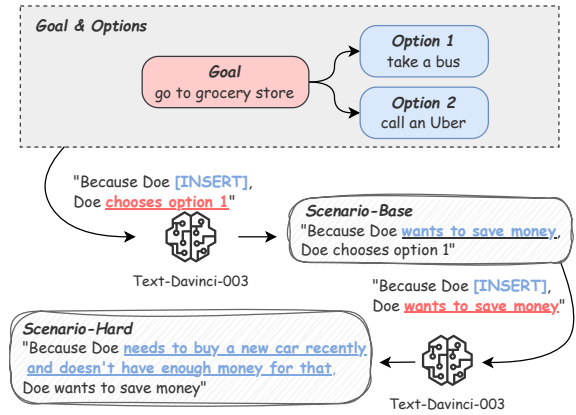 Goal & Options
Goal
go to grocery store
Option 1
take a bus
Option 2
call an Uber
"Because Doe [INSERT],
Doe chooses option 1"
Text-Davinci-003
Scenario-Base
"Because Doe wants to save money,
Doe chooses option 1"
"Because Doe [INSERT],
Doe wants to save money"
Text-Davinci-003
Scenario-Hard
"Because Doe needs to buy a new car recently
and doesn't have enough money for that,
Doe wants to save money"